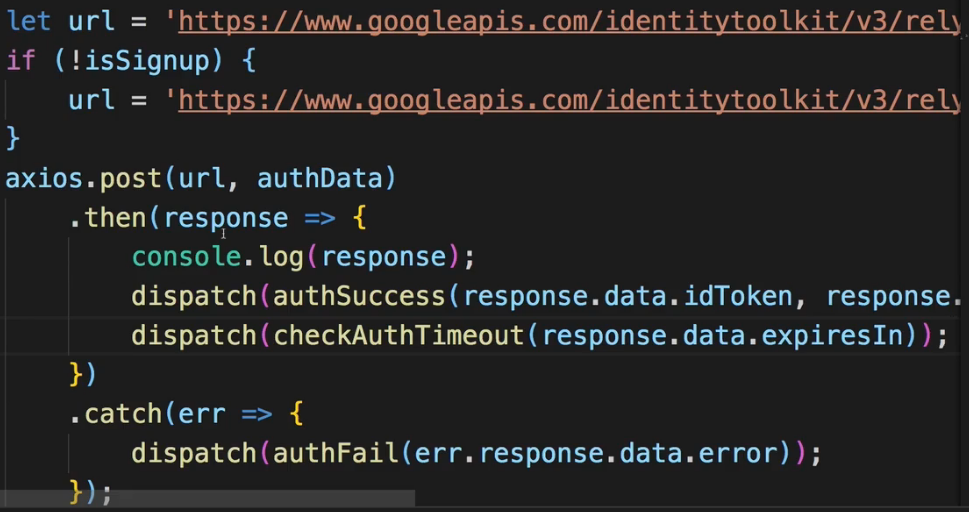 let url = 'https://www.googleapis.com/identitytoolkit/v3/rely
if (!isSignup) {
url = 'https://www.googleapis.com/identitytoolkit/v3/rely
}
axios.post(url, authData)
.then(response => {
console.log(response);
dispatch(authSuccess(response.data.idToken, response.
dispatch(checkAuthTimeout(response.data.expiresIn));
})
.catch(err => {
dispatch(authFail(err.response.data.error));
});